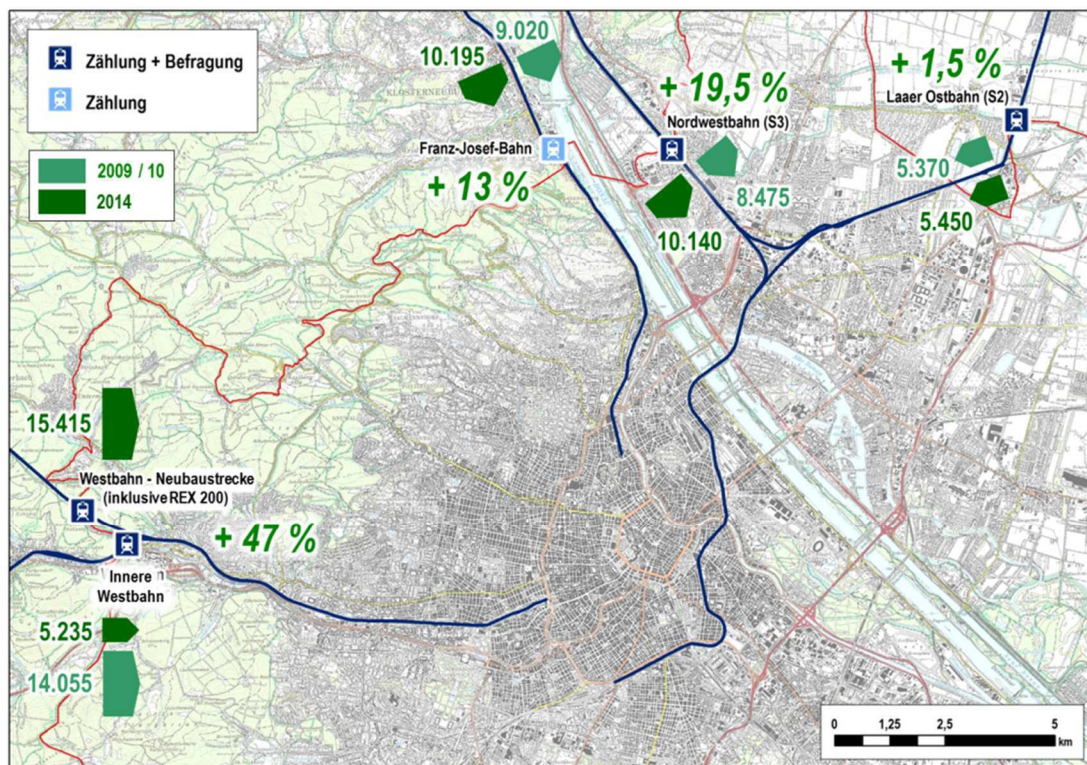 Zählung + Befragung
Zählung
2009 / 10
2014
10.195
9.020
KLOSTERNEUBURG
Franz-Josef-Bahn
+ 13 %
+ 19,5 %
Nordwestbahn (S3)
8.475
10.140
+ 1,5 %
Laaer Ostbahn (S2)
5.370
5.450
15.415
Westbahn - Neubaustrecke
(inklusive REX 200)
+ 47 %
Innere
Westbahn
5.235
14.055
0
1,25
2,5
5
km